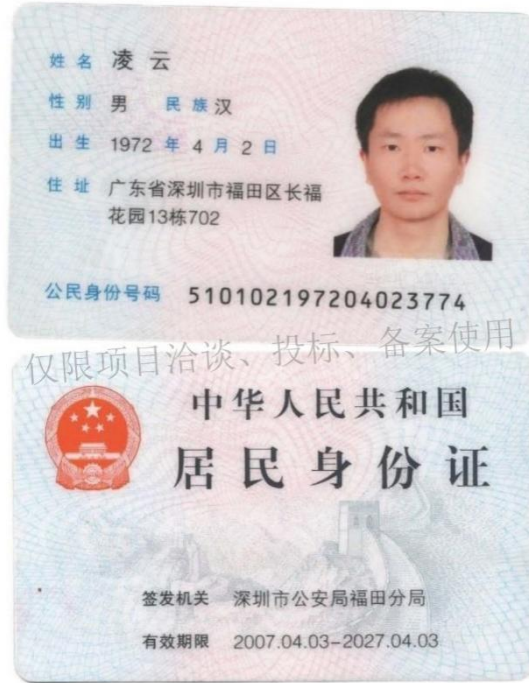 姓名 凌云
性别 男 民族 汉
出生 1972 年 4 月 2 日
住址 广东省深圳市福田区长福
花园13栋702
公民身份号码 510102197204023774
仅限项目洽谈、投标、备案使用
中华人民共和国
居民身份证
签发机关 深圳市公安局福田分局
有效期限 2007.04.03-2027.04.03